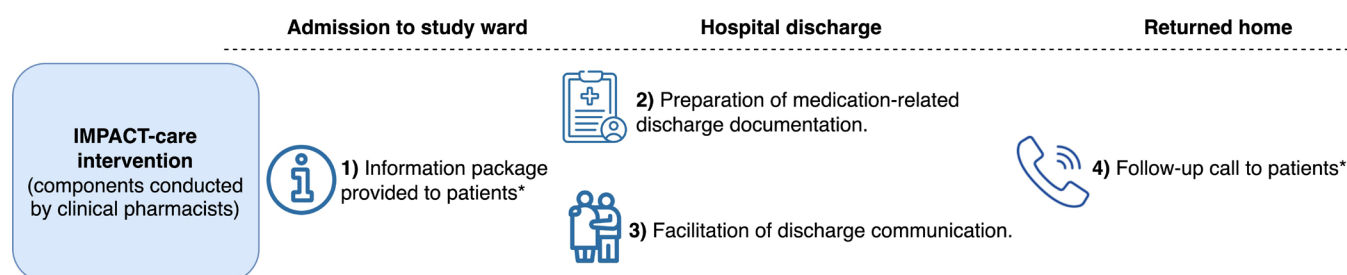 Admission to study ward
Hospital discharge
Returned home
IMPACT-care
intervention
(components conducted
by clinical pharmacists)
1) Information package
provided to patients*
2) Preparation of medication-related
discharge documentation.
3) Facilitation of discharge communication.
4) Follow-up call to patients*